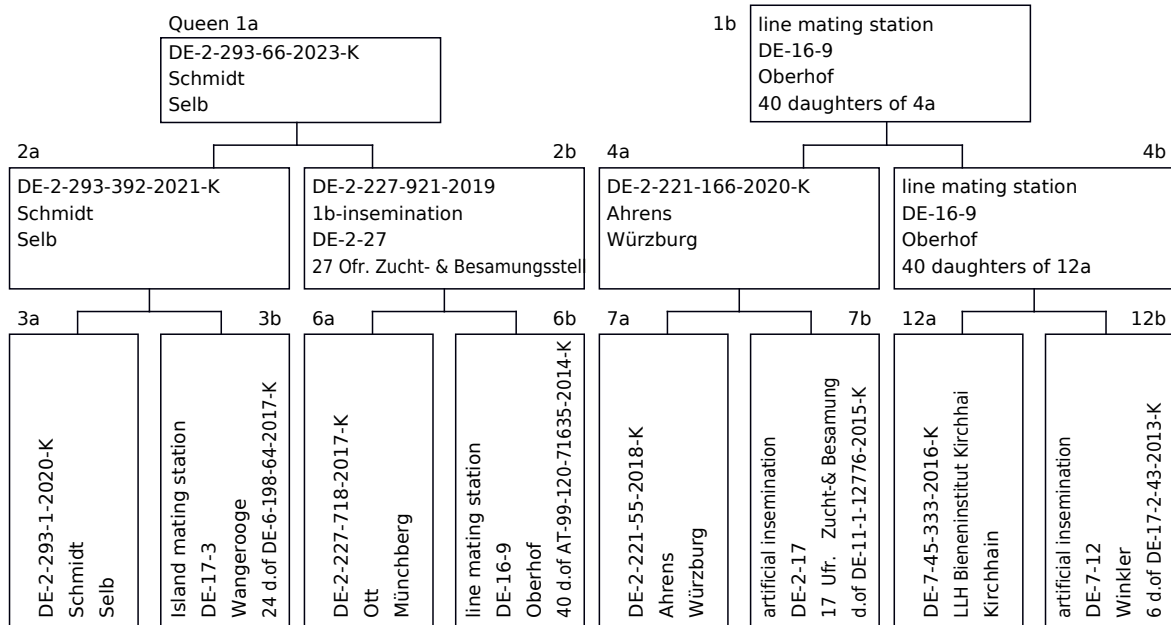 Queen 1a
DE-2-293-66-2023-K
Schmidt
Selb
1b
line mating station
DE-16-9
Oberhof
40 daughters of 4a
2a
DE-2-293-392-2021-K
Schmidt
Selb
2b
DE-2-227-921-2019
1b-insemination
DE-2-27
27 Ofr. Zucht- & Besamungsstell
4a
DE-2-221-166-2020-K
Ahrens
Würzburg
4b
line mating station
DE-16-9
Oberhof
40 daughters of 12a
3a
DE-2-293-1-2020-K
Schmidt
Selb
3b
Island mating station
DE-17-3
Wangerooge
24 d.of DE-6-198-64-2017-K
6a
DE-2-227-718-2017-K
Ott
Münchberg
6b
line mating station
DE-16-9
Oberhof
40 d.of AT-99-120-71635-2014-K
7a
DE-2-221-55-2018-K
Ahrens
Würzburg
7b
artificial insemination
DE-2-17
17 Ufr. Zucht-& Besamung
d.of DE-11-1-12776-2015-K
12a
DE-7-45-333-2016-K
LLH Bieneninstitut Kirchhai
Kirchhain
12b
artificial insemination
DE-7-12
Winkler
6 d.of DE-17-2-43-2013-K